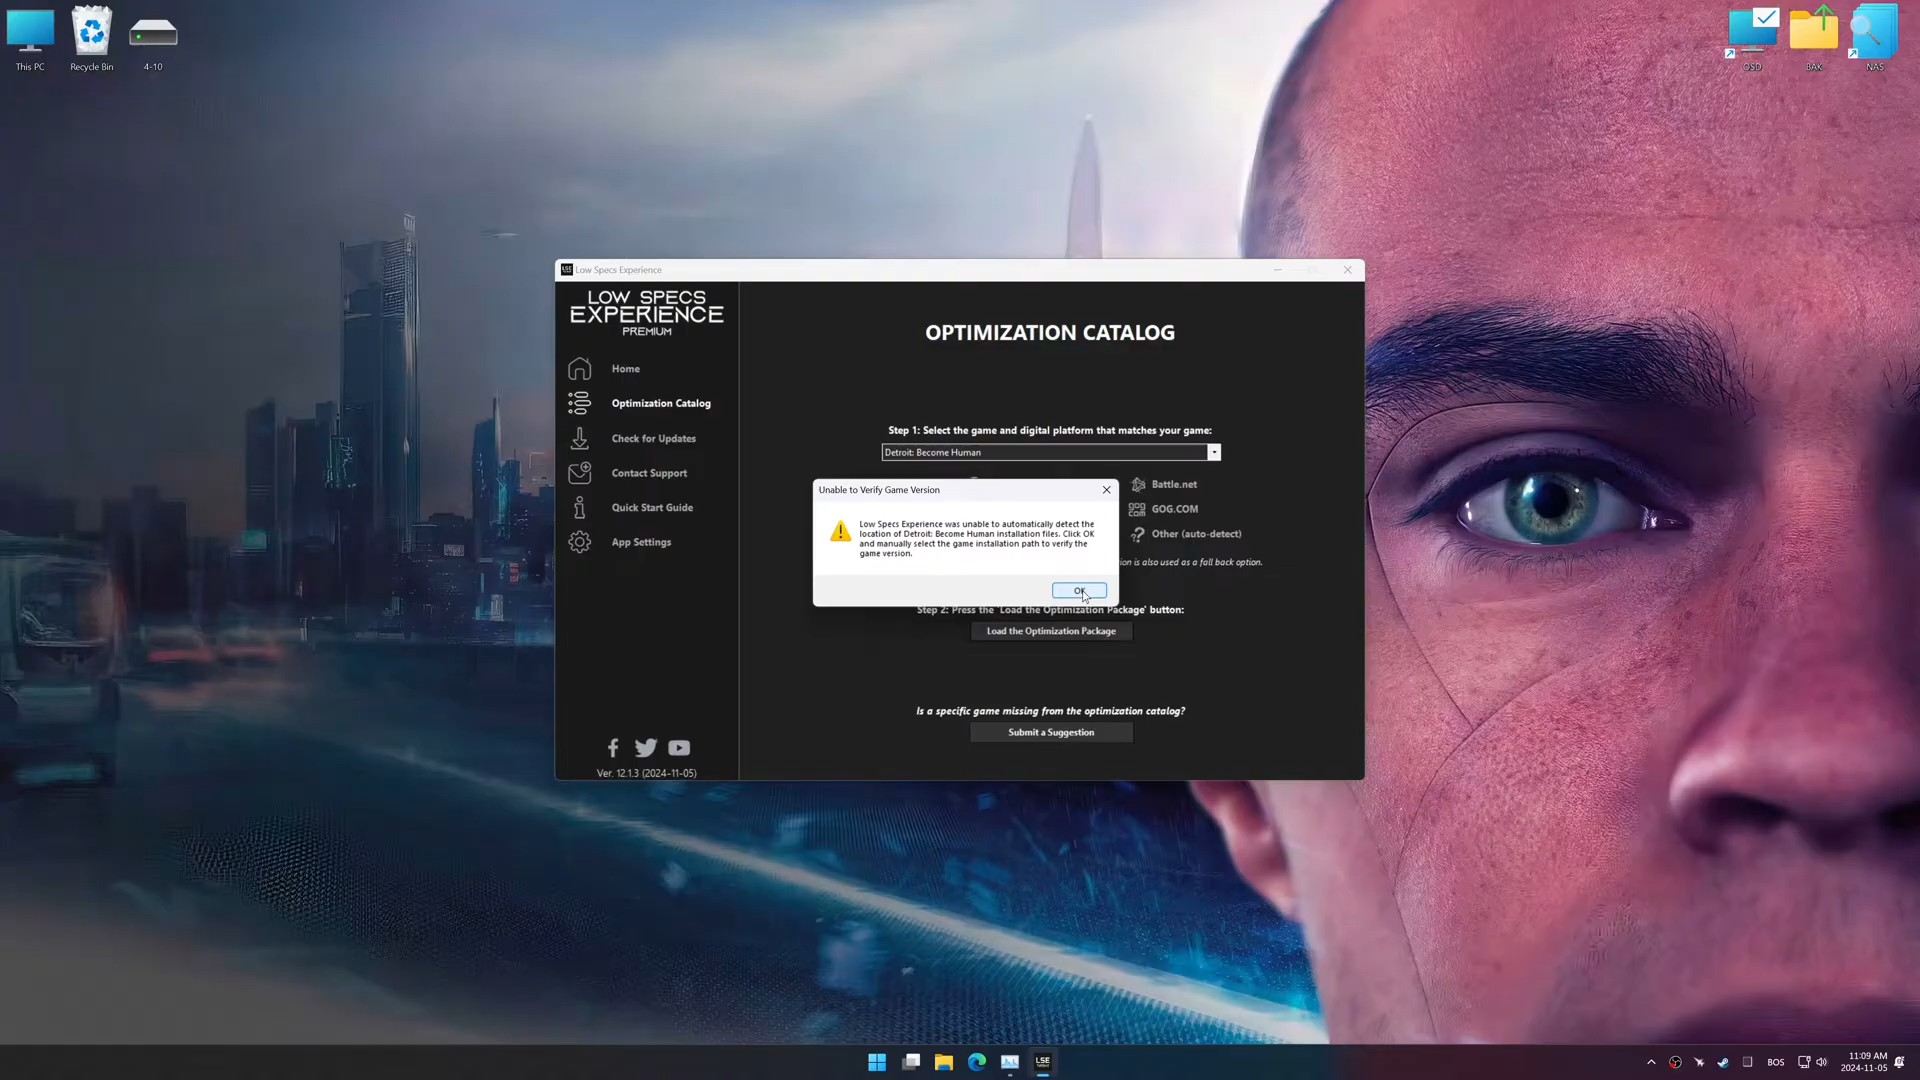 This PC
Recycle Bin
4-10
OSD
BAK
NAS
LSE
Low Specs Experience
LOW SPECS
EXPERIENCE
PREMIUM
Home
Optimization Catalog
Check for Updates
Contact Support
Quick Start Guide
App Settings
Ver. 12.1.3 (2024-11-05)
OPTIMIZATION CATALOG
Step 1: Select the game and digital platform that matches your game:
Detroit: Become Human
Battle.net
GOG.COM
Other (auto-detect)
ion is also used as a fall back option.
Unable to Verify Game Version
Low Specs Experience was unable to automatically detect the
location of Detroit: Become Human installation files. Click OK
and manually select the game installation path to verify the
game version.
OK
Step 2: Press the 'Load the Optimization Package' button:
Load the Optimization Package
Is a specific game missing from the optimization catalog?
Submit a Suggestion
LSE
BOS
11:09 AM
2024-11-05